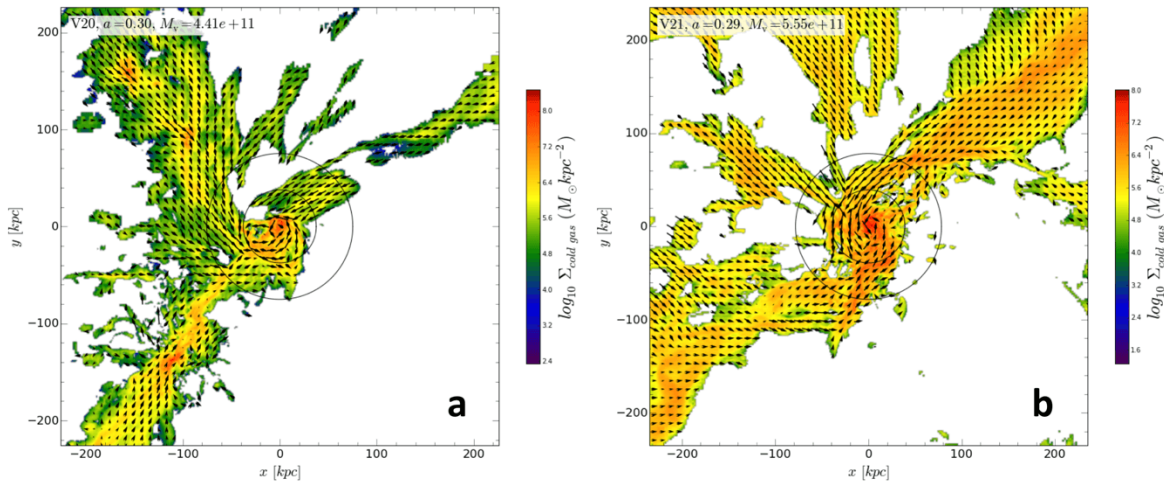 V20, a = 0.30, M_v = 4.41e + 11
200
100
0
−100
−200
y [kpc]
−200 −100 0 100 200
x [kpc]
8.0
7.2
6.4
5.6
4.8
4.0
3.2
2.4
log₁₀ Σ_cold gas (M⊙ kpc⁻²)
a
V21, a = 0.29, M_v = 5.55e + 11
200
100
0
−100
−200
y [kpc]
−200 −100 0 100 200
x [kpc]
8.0
7.2
6.4
5.6
4.8
4.0
3.2
2.4
1.6
log₁₀ Σ_cold gas (M⊙ kpc⁻²)
b